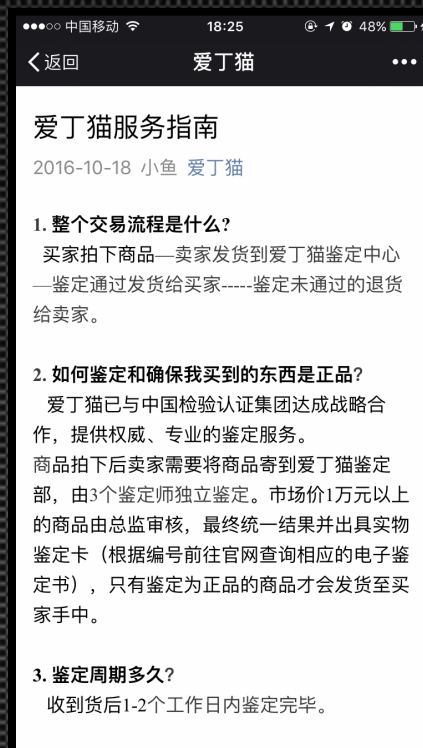 中国移动 18:25 48%
返回 爱丁猫
爱丁猫服务指南
2016-10-18 小鱼 爱丁猫
1. 整个交易流程是什么?
买家拍下商品—卖家发货到爱丁猫鉴定中心
—鉴定通过发货给买家-----鉴定未通过的退货
给卖家。
2. 如何鉴定和确保我买到的东西是正品?
爱丁猫已与中国检验认证集团达成战略合
作，提供权威、专业的鉴定服务。
商品拍下后卖家需要将商品寄到爱丁猫鉴定
部，由3个鉴定师独立鉴定。市场价1万元以上
的商品由总监审核，最终统一结果并出具实物
鉴定卡（根据编号前往官网查询相应的电子鉴
定书），只有鉴定为正品的商品才会发货至买
家手中。
3. 鉴定周期多久?
收到货后1-2个工作日内鉴定完毕。